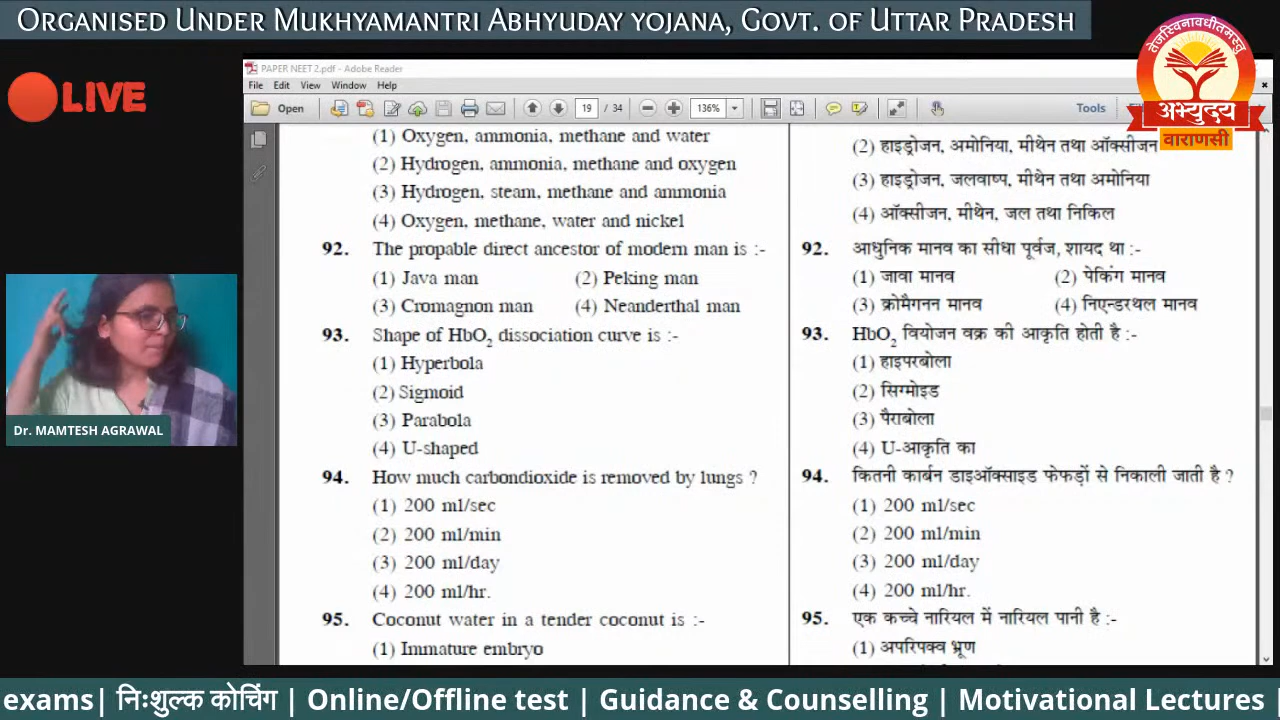 Organised Under Mukhyamantri Abhyuday yojana, Govt. of Uttar Pradesh
तेजस्विनावधीतमस्तु
अभ्युदय
वाराणसी
LIVE
PAPER NEET 2.pdf - Adobe Reader
File Edit View Window Help
Open 19 / 34 136% Tools
(1) Oxygen, ammonia, methane and water
(2) Hydrogen, ammonia, methane and oxygen
(3) Hydrogen, steam, methane and ammonia
(4) Oxygen, methane, water and nickel
92. The propable direct ancestor of modern man is :-
(1) Java man (2) Peking man
(3) Cromagnon man (4) Neanderthal man
93. Shape of HbO₂ dissociation curve is :-
(1) Hyperbola
(2) Sigmoid
(3) Parabola
(4) U-shaped
94. How much carbondioxide is removed by lungs ?
(1) 200 ml/sec
(2) 200 ml/min
(3) 200 ml/day
(4) 200 ml/hr.
95. Coconut water in a tender coconut is :-
(1) Immature embryo
(2) हाइड्रोजन, अमोनिया, मीथेन तथा ऑक्सीजन
(3) हाइड्रोजन, जलवाष्प, मीथेन तथा अमोनिया
(4) ऑक्सीजन, मीथेन, जल तथा निकिल
92. आधुनिक मानव का सीधा पूर्वज, शायद था :-
(1) जावा मानव (2) पेकिंग मानव
(3) क्रोमैगनन मानव (4) निएन्डरथल मानव
93. HbO₂ वियोजन वक्र की आकृति होती है :-
(1) हाइपरबोला
(2) सिग्मोइड
(3) पैराबोला
(4) U-आकृति का
94. कितनी कार्बन डाइऑक्साइड फेफड़ों से निकाली जाती है ?
(1) 200 ml/sec
(2) 200 ml/min
(3) 200 ml/day
(4) 200 ml/hr.
95. एक कच्चे नारियल में नारियल पानी है :-
(1) अपरिपक्व भ्रूण
Dr. MAMTESH AGRAWAL
exams| निःशुल्क कोचिंग | Online/Offline test | Guidance & Counselling | Motivational Lectures |